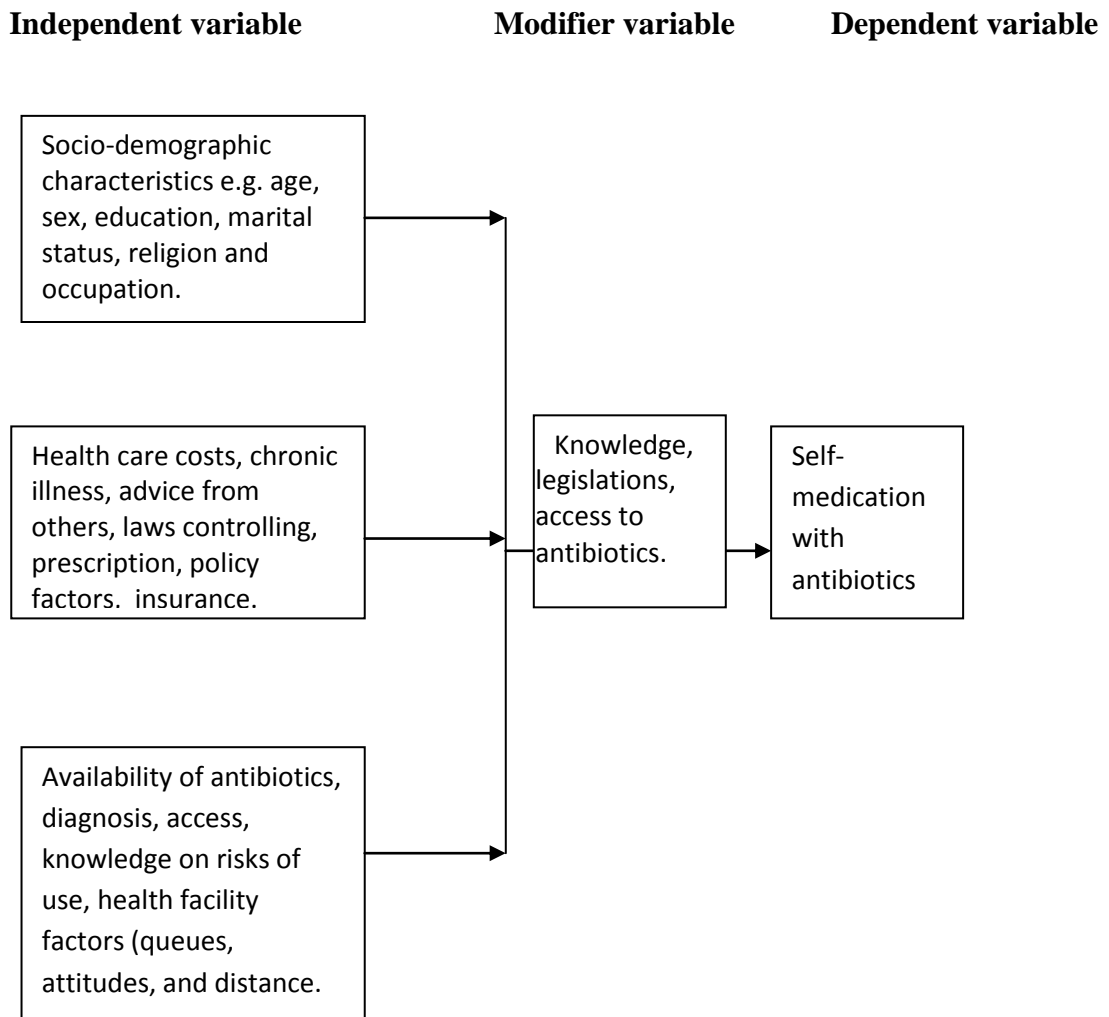 Independent variable Modifier variable Dependent variable
Socio-demographic
characteristics e.g. age,
sex, education, marital
status, religion and
occupation.
Health care costs, chronic
illness, advice from
others, laws controlling,
prescription, policy
factors, insurance.
Knowledge,
legislations,
access to
antibiotics.
Self-
medication
with
antibiotics
Availability of antibiotics,
diagnosis, access,
knowledge on risks of
use, health facility
factors (queues,
attitudes, and distance.